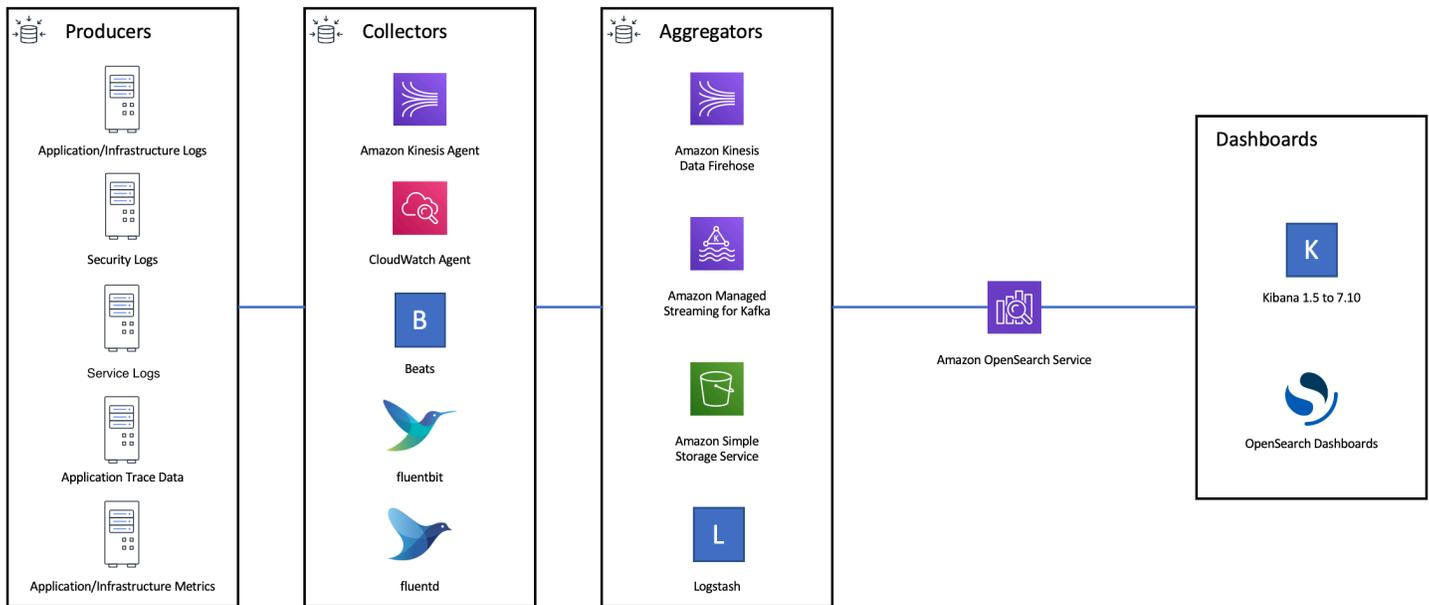 Producers
Application/Infrastructure Logs
Security Logs
Service Logs
Application Trace Data
Application/Infrastructure Metrics
Collectors
Amazon Kinesis Agent
CloudWatch Agent
B
Beats
fluentbit
fluentd
Aggregators
Amazon Kinesis
Data Firehose
K
Amazon Managed
Streaming for Kafka
Amazon Simple
Storage Service
L
Logstash
Amazon OpenSearch Service
Dashboards
K
Kibana 1.5 to 7.10
OpenSearch Dashboards